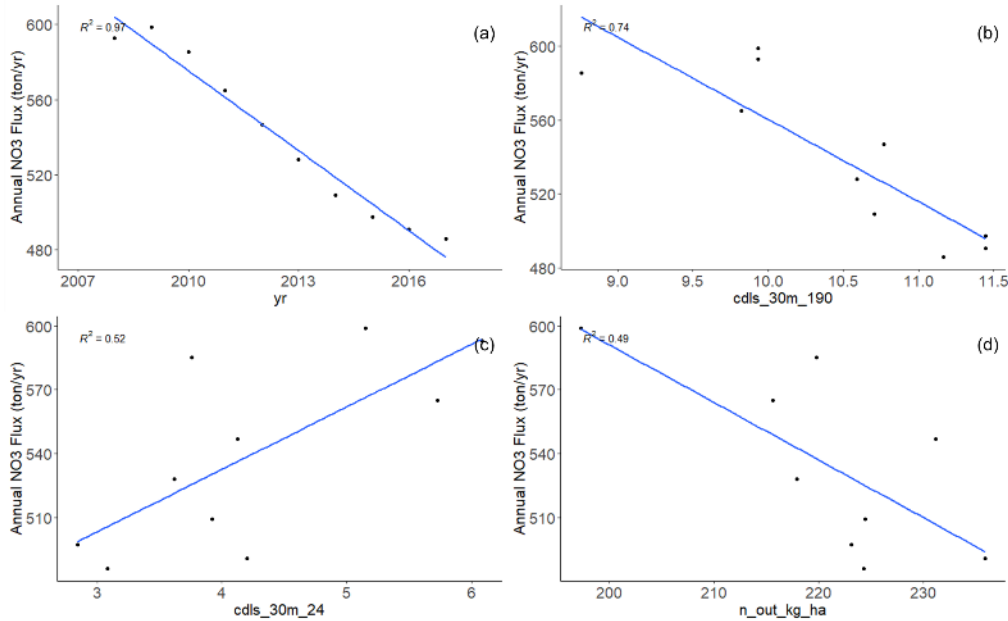 R² = 0.97
(a)
Annual NO3 Flux (ton/yr)
600
560
520
480
2007
2010
2013
2016
yr
R² = 0.74
(b)
Annual NO3 Flux (ton/yr)
600
560
520
480
9.0
9.5
10.0
10.5
11.0
11.5
cdls_30m_190
R² = 0.52
(c)
Annual NO3 Flux (ton/yr)
600
570
540
510
3
4
5
6
cdls_30m_24
R² = 0.49
(d)
Annual NO3 Flux (ton/yr)
600
570
540
510
200
210
220
230
n_out_kg_ha